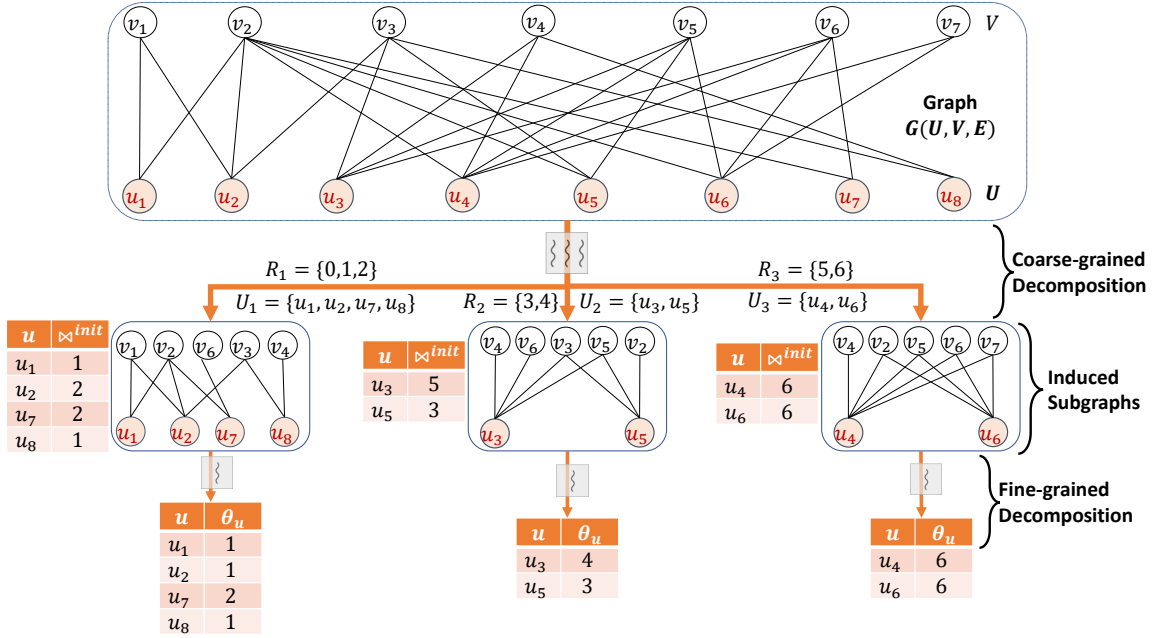 v1 v2 v3 v4 v5 v6 v7 V
Graph
G(U, V, E)
u1 u2 u3 u4 u5 u6 u7 u8 U
Coarse-grained
Decomposition
R1 = {0,1,2}
R3 = {5,6}
U1 = {u1, u2, u7, u8}
R2 = {3,4}
U2 = {u3, u5}
U3 = {u4, u6}
u ⋈init
u1 1
u2 2
u7 2
u8 1
v1 v2 v6 v3 v4
u1 u2 u7 u8
u ⋈init
u3 5
u5 3
v4 v6 v3 v5 v2
u3 u5
u ⋈init
u4 6
u6 6
v4 v2 v5 v6 v7
u4 u6
Induced
Subgraphs
Fine-grained
Decomposition
u θu
u1 1
u2 1
u7 2
u8 1
u θu
u3 4
u5 3
u θu
u4 6
u6 6